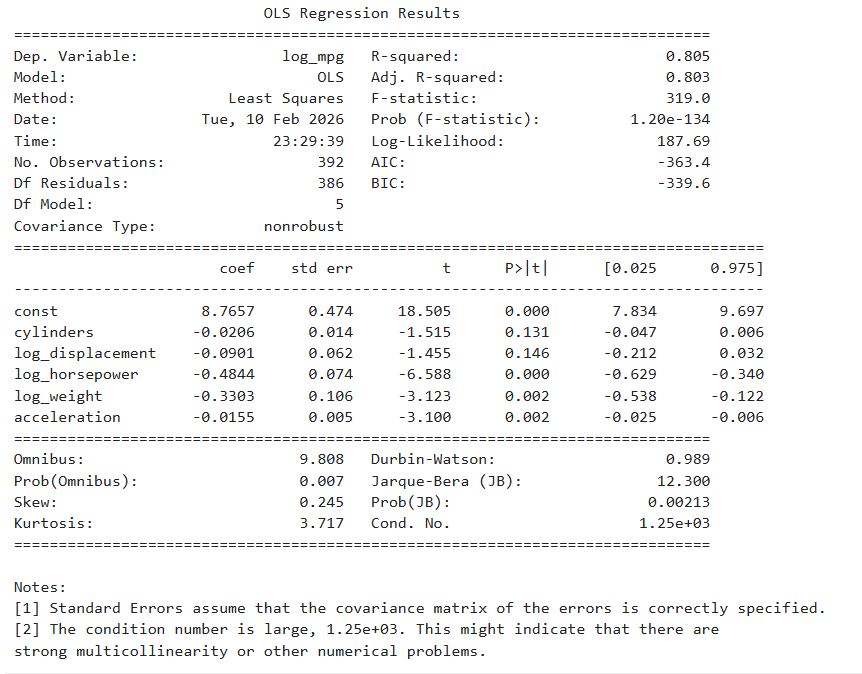 OLS Regression Results
==============================================================================
Dep. Variable:                log_mpg   R-squared:                       0.805
Model:                            OLS   Adj. R-squared:                  0.803
Method:                 Least Squares   F-statistic:                     319.0
Date:                Tue, 10 Feb 2026   Prob (F-statistic):          1.20e-134
Time:                        23:29:39   Log-Likelihood:                 187.69
No. Observations:                 392   AIC:                            -363.4
Df Residuals:                     386   BIC:                            -339.6
Df Model:                           5
Covariance Type:            nonrobust
====================================================================================
                       coef    std err          t      P>|t|      [0.025      0.975]
------------------------------------------------------------------------------------
const                8.7657      0.474     18.505      0.000       7.834       9.697
cylinders           -0.0206      0.014     -1.515      0.131      -0.047       0.006
log_displacement    -0.0901      0.062     -1.455      0.146      -0.212       0.032
log_horsepower      -0.4844      0.074     -6.588      0.000      -0.629      -0.340
log_weight          -0.3303      0.106     -3.123      0.002      -0.538      -0.122
acceleration        -0.0155      0.005     -3.100      0.002      -0.025      -0.006
==============================================================================
Omnibus:                        9.808   Durbin-Watson:                   0.989
Prob(Omnibus):                  0.007   Jarque-Bera (JB):               12.300
Skew:                           0.245   Prob(JB):                      0.00213
Kurtosis:                       3.717   Cond. No.                     1.25e+03
==============================================================================

Notes:
[1] Standard Errors assume that the covariance matrix of the errors is correctly specified.
[2] The condition number is large, 1.25e+03. This might indicate that there are
strong multicollinearity or other numerical problems.